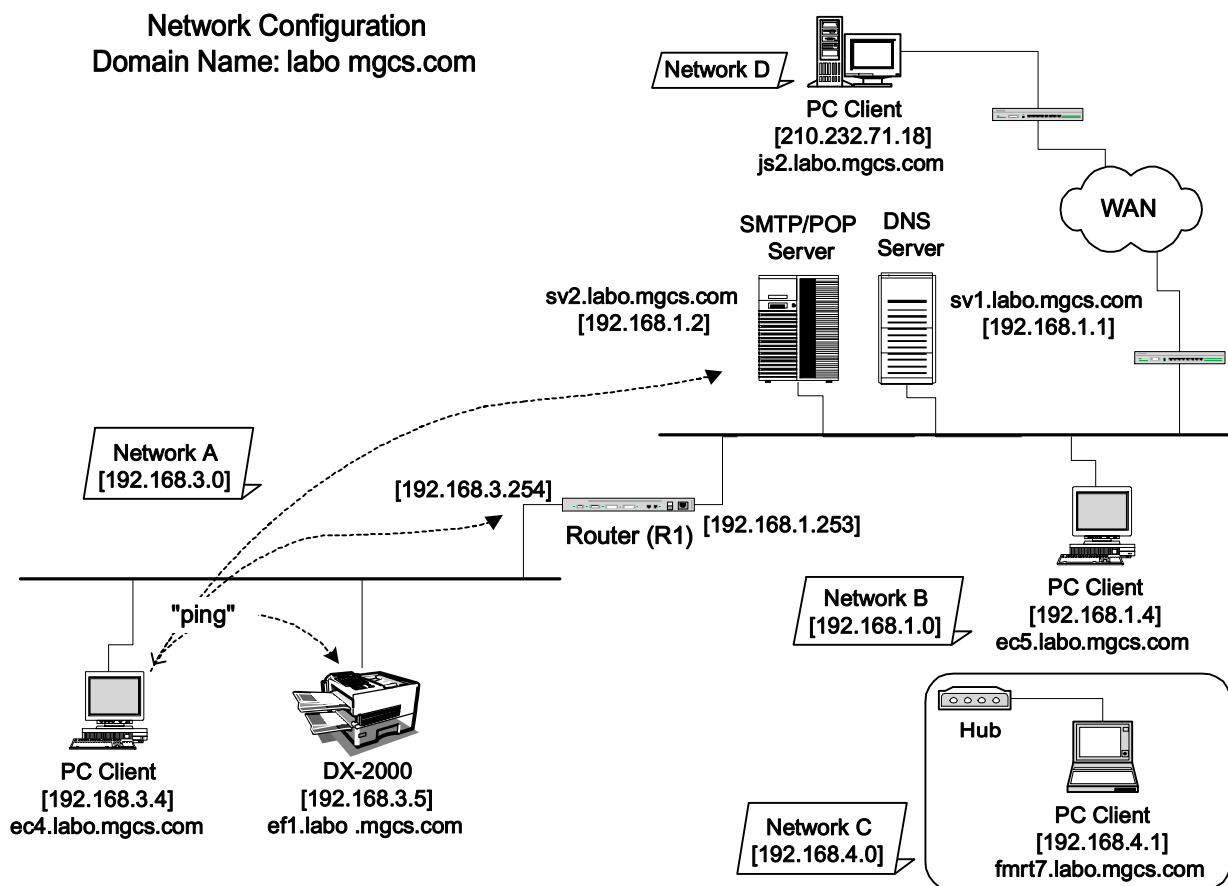 Network Configuration
Domain Name: labo mgcs.com
Network D
PC Client
[210.232.71.18]
js2.labo.mgcs.com
WAN
SMTP/POP
Server
DNS
Server
sv2.labo.mgcs.com
[192.168.1.2]
sv1.labo.mgcs.com
[192.168.1.1]
Network A
[192.168.3.0]
[192.168.3.254]
Router (R1)
[192.168.1.253]
"ping"
Network B
[192.168.1.0]
PC Client
[192.168.1.4]
ec5.labo.mgcs.com
PC Client
[192.168.3.4]
ec4.labo.mgcs.com
DX-2000
[192.168.3.5]
ef1.labo .mgcs.com
Hub
Network C
[192.168.4.0]
PC Client
[192.168.4.1]
fmrt7.labo.mgcs.com